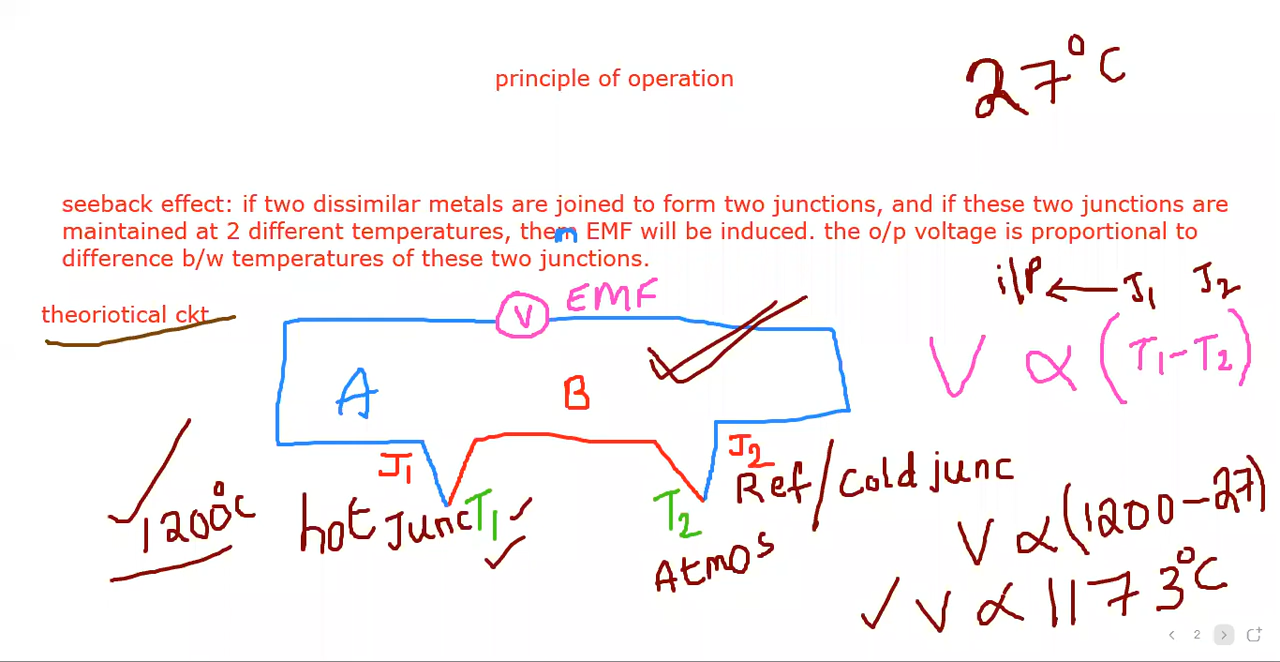 principle of operation
27°C
seeback effect: if two dissimilar metals are joined to form two junctions, and if these two junctions are
maintained at 2 different temperatures, them EMF will be induced. the o/p voltage is proportional to
difference b/w temperatures of these two junctions.
theoriotical ckt
V EMF
i/p ← J1 J2
V ∝ (T1-T2)
A
B
J1
J2
Ref/Cold junc
1200°C
hot Junc T1
T2
Atmos
V ∝ (1200-27)
V ∝ 1173°C
2